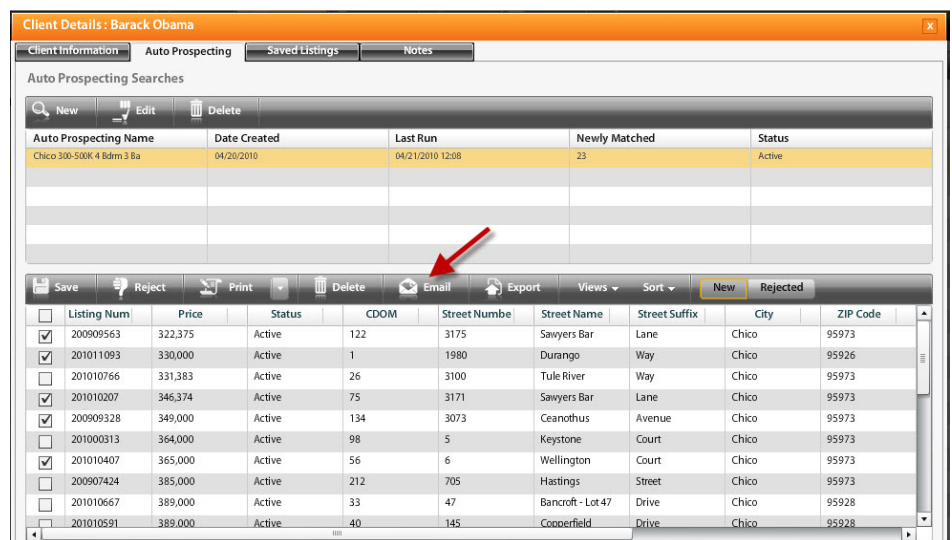 Client Details : Barack Obama x
Client Information Auto Prospecting Saved Listings Notes
Auto Prospecting Searches
New Edit Delete
Auto Prospecting Name Date Created Last Run Newly Matched Status
Chico 300-500K 4 Bdrm 3 Ba 04/20/2010 04/21/2010 12:08 23 Active
Save Reject Print Delete Email Export Views Sort New Rejected
Listing Num Price Status CDOM Street Numbe Street Name Street Suffix City ZIP Code
200909563 322,375 Active 122 3175 Sawyers Bar Lane Chico 95973
201011093 330,000 Active 1 1980 Durango Way Chico 95926
201010766 331,383 Active 26 3100 Tule River Way Chico 95973
201010207 346,374 Active 75 3171 Sawyers Bar Lane Chico 95973
200909328 349,000 Active 134 3073 Ceanothus Avenue Chico 95973
201000313 364,000 Active 98 5 Keystone Court Chico 95973
201010407 365,000 Active 56 6 Wellington Court Chico 95973
200907424 385,000 Active 212 705 Hastings Street Chico 95973
201010667 389,000 Active 33 47 Bancroft - Lot 47 Drive Chico 95928
201010591 389,000 Active 40 145 Copperfield Drive Chico 95928